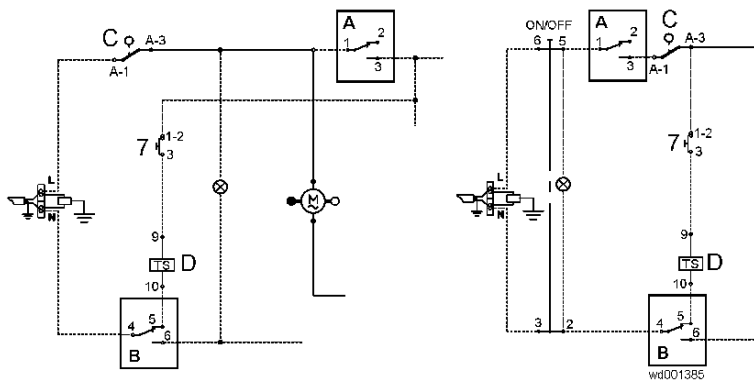 A
C A-3 1 2
A-1 3
7 1-2
3
L
N
M
9
TS D
10
4 5 6
B
ON/OFF A C
6 5 1 2 A-3
3 A-1
7 1-2
3
L
N
9
TS D
10
3 2 4 5 6
B
wd001385